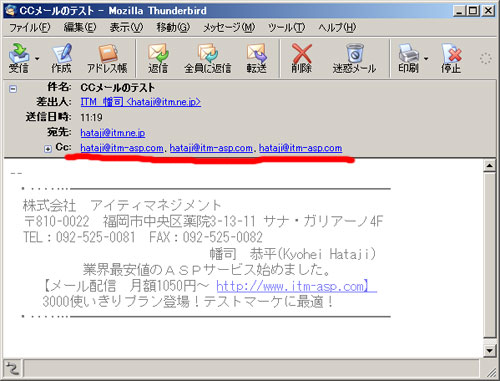 CCメールのテスト - Mozilla Thunderbird
ファイル(F) 編集(E) 表示(V) 移動(G) メッセージ(M) ツール(T) ヘルプ(H)
受信 作成 アドレス帳 返信 全員に返信 転送 削除 迷惑メール 印刷 停止
件名: CCメールのテスト
差出人: ITM 幡司 <hataji@itm.ne.jp>
送信日時: 11:19
宛先: hataji@itm.ne.jp
Cc: hataji@itm-asp.com, hataji@itm-asp.com, hataji@itm-asp.com
--
株式会社 アイティマネジメント
〒810-0022 福岡市中央区薬院3-13-11 サナ・ガリアーノ4F
TEL:092-525-0081 FAX:092-525-0082
幡司 恭平(Kyohei Hataji)
業界最安値のASPサービス始めました。
【メール配信 月額1050円～ http://www.itm-asp.com】
3000使いきりプラン登場！テストマーケに最適！